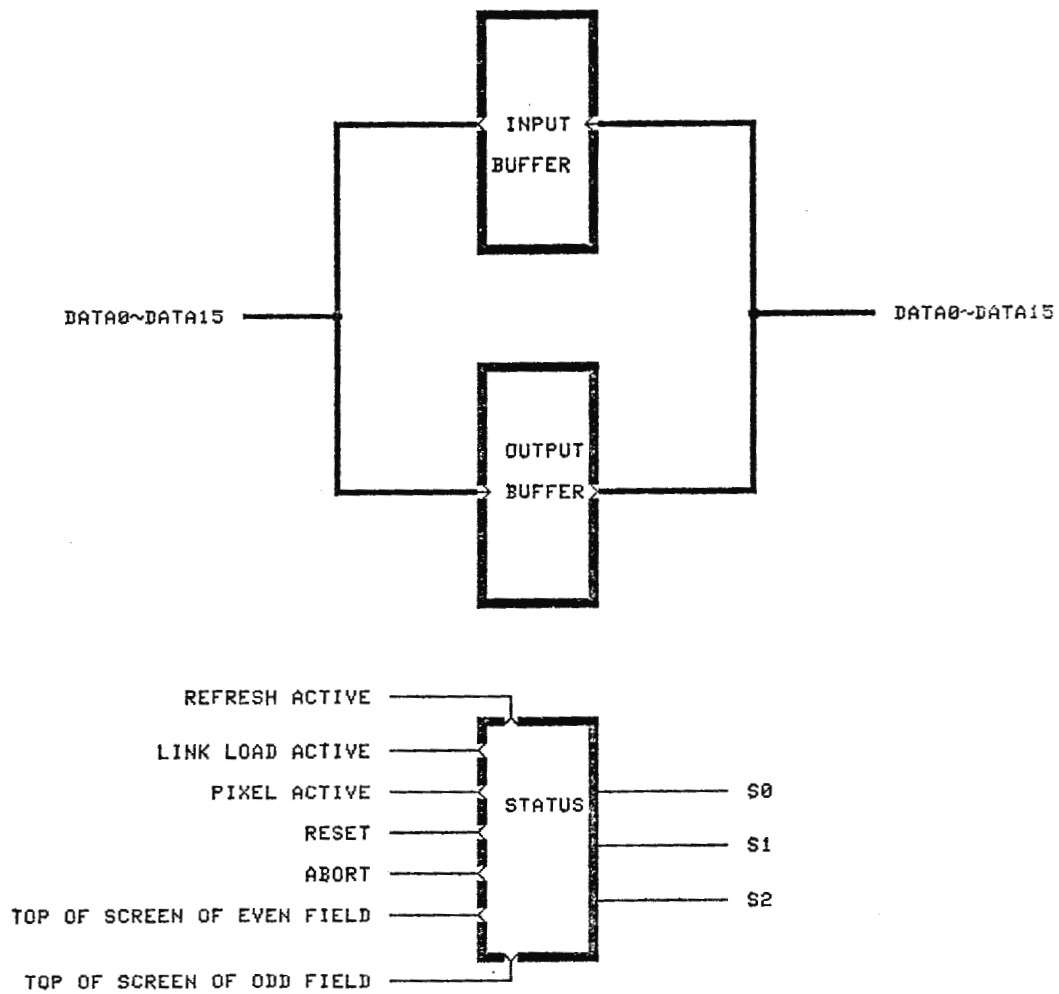 INPUT
BUFFER
DATA0~DATA15
DATA0~DATA15
OUTPUT
BUFFER
REFRESH ACTIVE
LINK LOAD ACTIVE
PIXEL ACTIVE
RESET
ABORT
TOP OF SCREEN OF EVEN FIELD
TOP OF SCREEN OF ODD FIELD
STATUS
S0
S1
S2